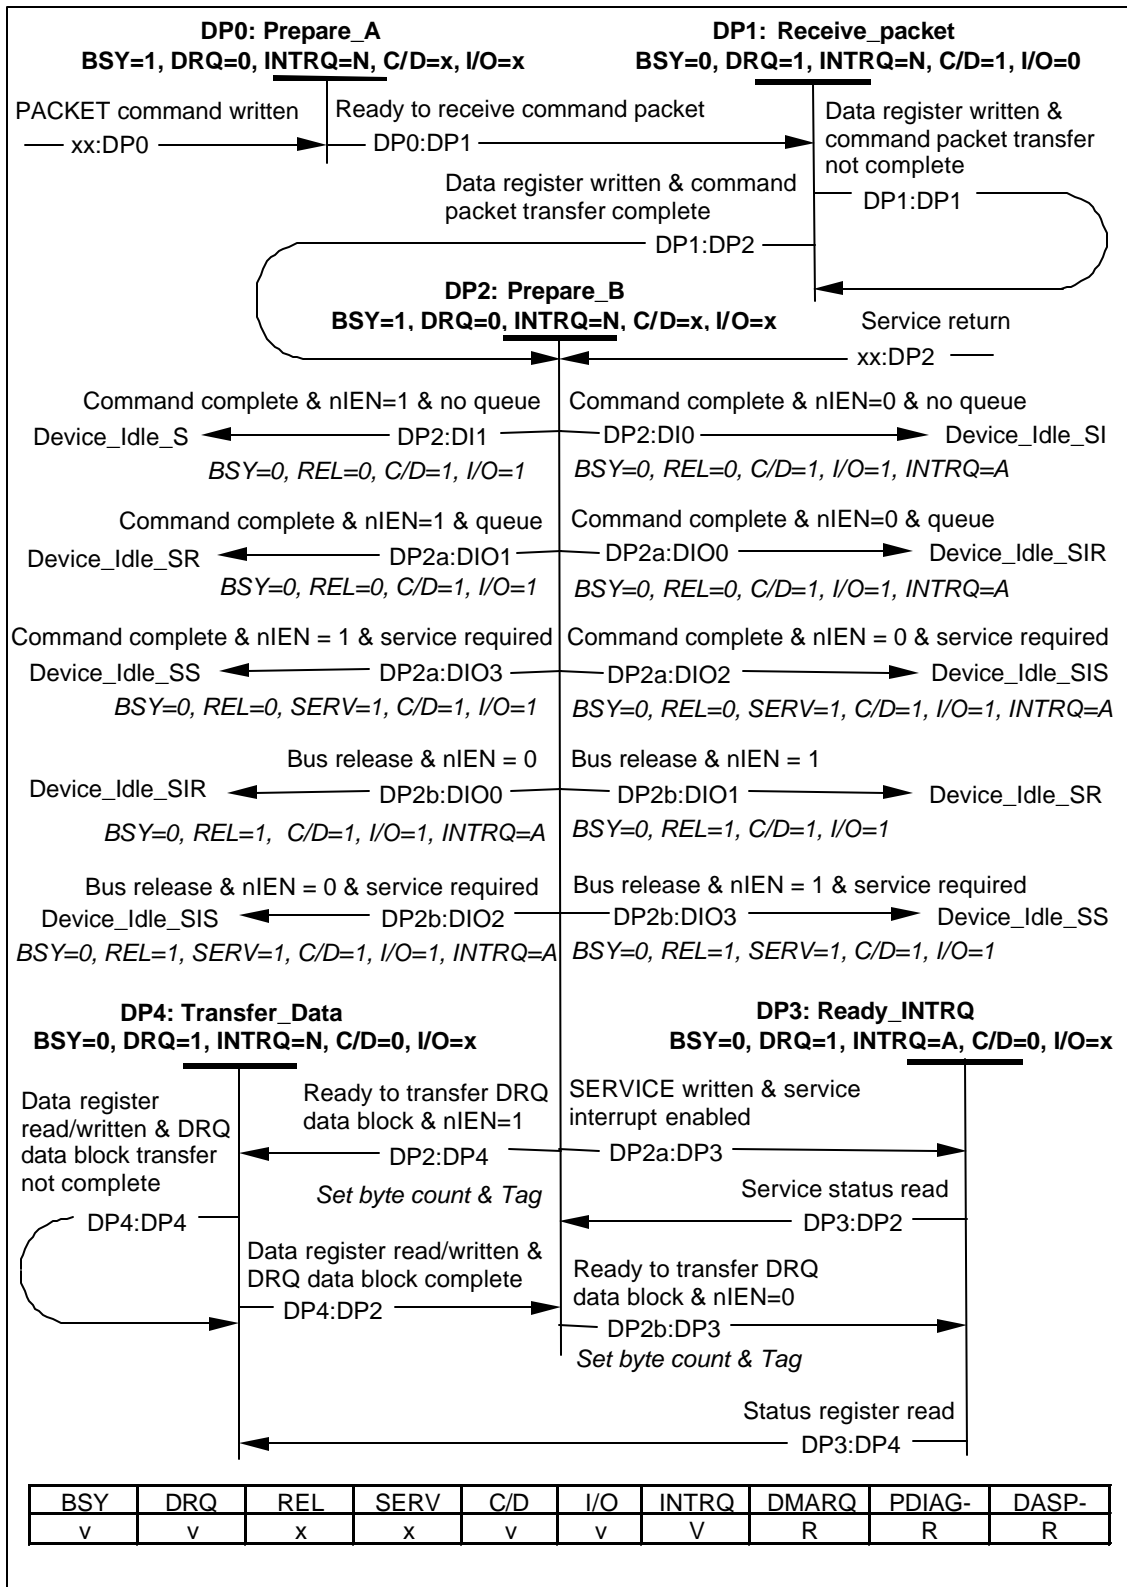 DP0: Prepare_A
BSY=1, DRQ=0, INTRQ=N, C/D=x, I/O=x
DP1: Receive_packet
BSY=0, DRQ=1, INTRQ=N, C/D=1, I/O=0
PACKET command written
xx:DP0
Ready to receive command packet
DP0:DP1
Data register written &
command packet transfer
not complete
DP1:DP1
Data register written & command
packet transfer complete
DP1:DP2
DP2: Prepare_B
BSY=1, DRQ=0, INTRQ=N, C/D=x, I/O=x
Service return
xx:DP2
Command complete & nIEN=1 & no queue
Device_Idle_S
DP2:DI1
BSY=0, REL=0, C/D=1, I/O=1
Command complete & nIEN=0 & no queue
DP2:DI0
Device_Idle_SI
BSY=0, REL=0, C/D=1, I/O=1, INTRQ=A
Command complete & nIEN=1 & queue
Device_Idle_SR
DP2a:DIO1
BSY=0, REL=0, C/D=1, I/O=1
Command complete & nIEN=0 & queue
DP2a:DIO0
Device_Idle_SIR
BSY=0, REL=0, C/D=1, I/O=1, INTRQ=A
Command complete & nIEN = 1 & service required
Device_Idle_SS
DP2a:DIO3
BSY=0, REL=0, SERV=1, C/D=1, I/O=1
Command complete & nIEN = 0 & service required
DP2a:DIO2
Device_Idle_SIS
BSY=0, REL=0, SERV=1, C/D=1, I/O=1, INTRQ=A
Bus release & nIEN = 0
Device_Idle_SIR
DP2b:DIO0
BSY=0, REL=1, C/D=1, I/O=1, INTRQ=A
Bus release & nIEN = 1
DP2b:DIO1
Device_Idle_SR
BSY=0, REL=1, C/D=1, I/O=1
Bus release & nIEN = 0 & service required
Device_Idle_SIS
DP2b:DIO2
BSY=0, REL=1, SERV=1, C/D=1, I/O=1, INTRQ=A
Bus release & nIEN = 1 & service required
DP2b:DIO3
Device_Idle_SS
BSY=0, REL=1, SERV=1, C/D=1, I/O=1
DP4: Transfer_Data
BSY=0, DRQ=1, INTRQ=N, C/D=0, I/O=x
DP3: Ready_INTRQ
BSY=0, DRQ=1, INTRQ=A, C/D=0, I/O=x
Data register
read/written & DRQ
data block transfer
not complete
DP4:DP4
Ready to transfer DRQ
data block & nIEN=1
DP2:DP4
Set byte count & Tag
SERVICE written & service
interrupt enabled
DP2a:DP3
Service status read
DP3:DP2
Data register read/written &
DRQ data block complete
DP4:DP2
Ready to transfer DRQ
data block & nIEN=0
DP2b:DP3
Set byte count & Tag
Status register read
DP3:DP4
BSY DRQ REL SERV C/D I/O INTRQ DMARQ PDIAG- DASP-
v v x x v v V R R R